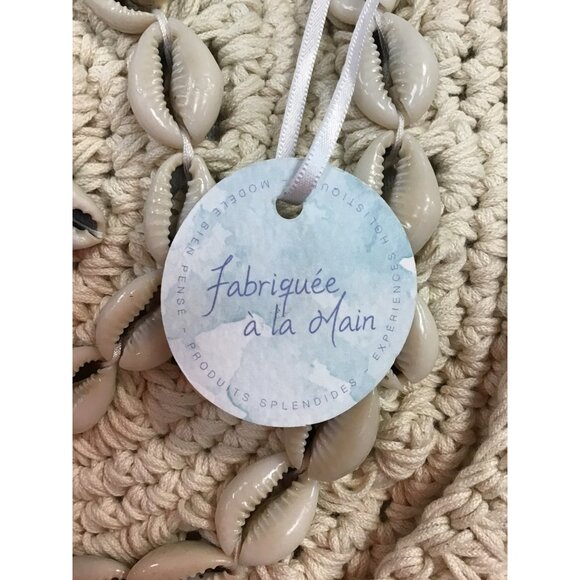 Fabriquée
à la Main
MODÈLE BIEN PENSÉ - PRODUITS SPLENDIDES - EXPÉRIENCES HOLISTIQUES -